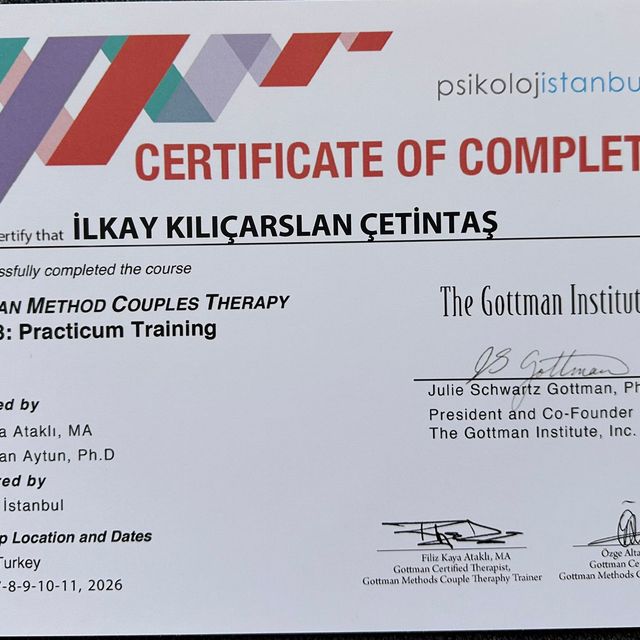 psikolojistanbu
CERTIFICATE OF COMPLET
ertify that İLKAY KILIÇARSLAN ÇETİNTAŞ
ssfully completed the course
AN METHOD COUPLES THERAPY
3: Practicum Training
The Gottman Institut
JS Gottman
Julie Schwartz Gottman, Ph
President and Co-Founder
The Gottman Institute, Inc.
ed by
a Ataklı, MA
an Aytun, Ph.D
ed by
İstanbul
p Location and Dates
Turkey
-8-9-10-11, 2026
Filiz Kaya Ataklı, MA
Gottman Certified Therapist,
Gottman Methods Couple Theraphy Trainer
Özge Alta
Gottman Ce
Gottman Methods C